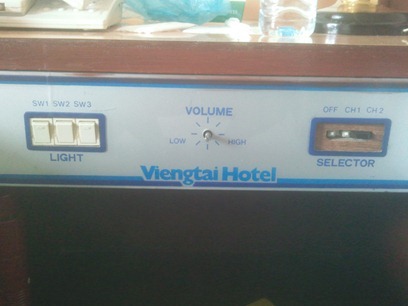 SW1 SW2 SW3
LIGHT
VOLUME
LOW HIGH
OFF CH1 CH2
SELECTOR
Viengtai Hotel